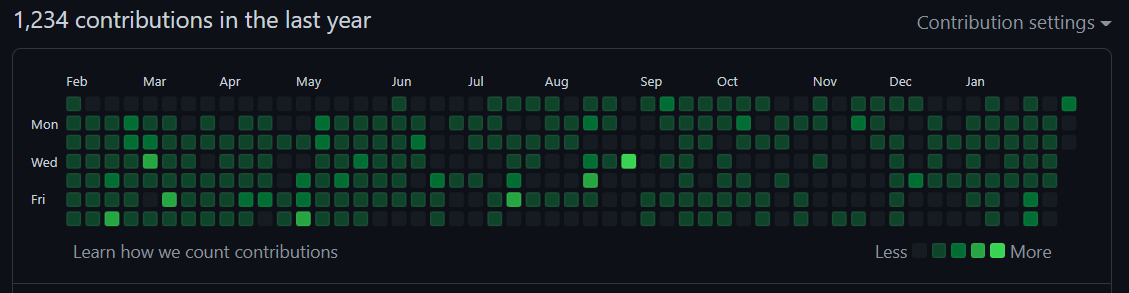 1,234 contributions in the last year
Contribution settings
Feb Mar Apr May Jun Jul Aug Sep Oct Nov Dec Jan
Mon
Wed
Fri
Learn how we count contributions
Less More